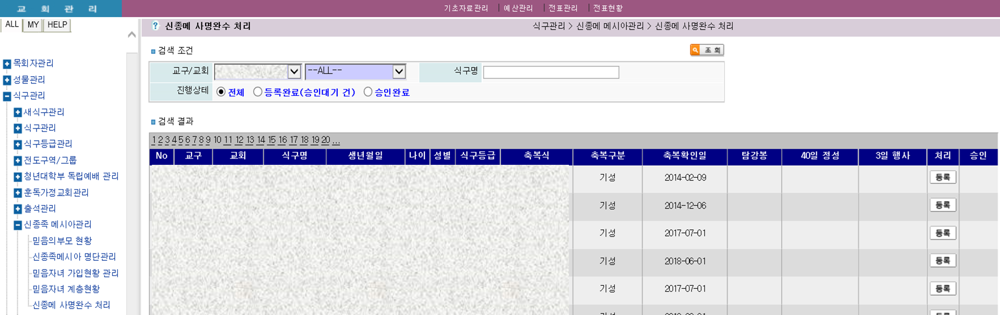 교 회 관 리
기초자료관리 | 예산관리 | 전표관리 | 전표현황
ALL MY HELP
? 신종메 사명완수 처리
식구관리 > 신종메 메시아관리 > 신종메 사명완수 처리
목회자관리
성물관리
식구관리
새식구관리
식구관리
식구등급관리
전도구역/그룹
청년대학부 독립예배 관리
훈독가정교회관리
출석관리
신종족 메시아관리
믿음의부모 현황
신종족메시아 명단관리
믿음자녀 가입현황 관리
믿음자녀 계층현황
신종메 사명완수 처리
검색 조건
조 회
교구/교회 --ALL-- 식구명
진행상테 전체 등록완료(승인대기 건) 승인완료
검색 결과
1 2 3 4 5 6 7 8 9 10 11 12 13 14 15 16 17 18 19 20 ...
No 교구 교회 식구명 생년월일 나이 성별 식구등급 축복식 축복구분 축복확인일 탐감봉 40일 정성 3일 행사 처리 승인
기성 2014-02-09 등록
기성 2014-12-06 등록
기성 2017-07-01 등록
기성 2018-06-01 등록
기성 2017-07-01 등록